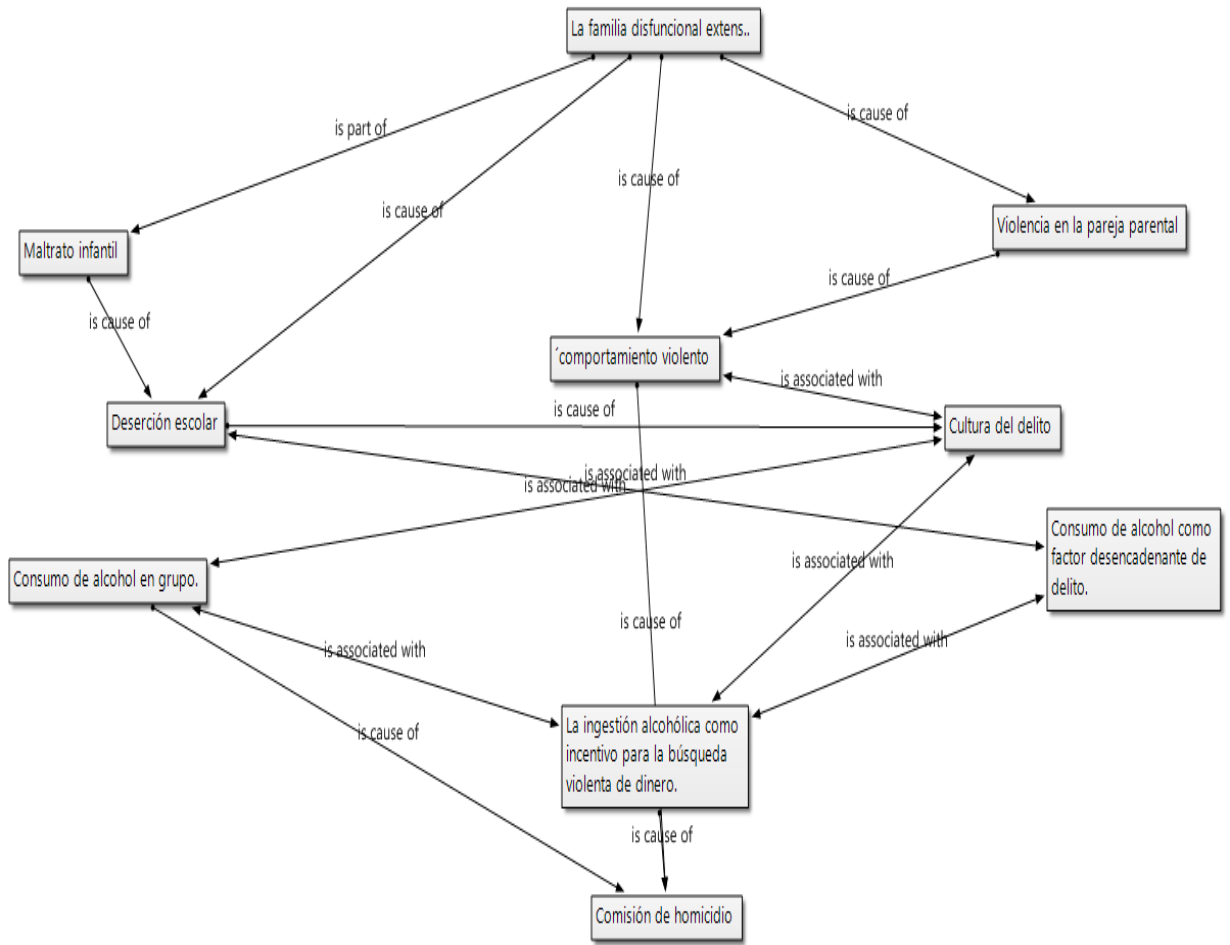 La familia disfuncional extens..
is part of
is cause of
is cause of
is cause of
Violencia en la pareja parental
Maltrato infantil
is cause of
is cause of
´comportamiento violento
is associated with
Deserción escolar
is cause of
Cultura del delito
is associated with
is associated with
Consumo de alcohol como
factor desencadenante de
delito.
Consumo de alcohol en grupo.
is associated with
is cause of
is associated with
is associated with
La ingestión alcohólica como
incentivo para la búsqueda
violenta de dinero.
is cause of
is cause of
Comisión de homicidio